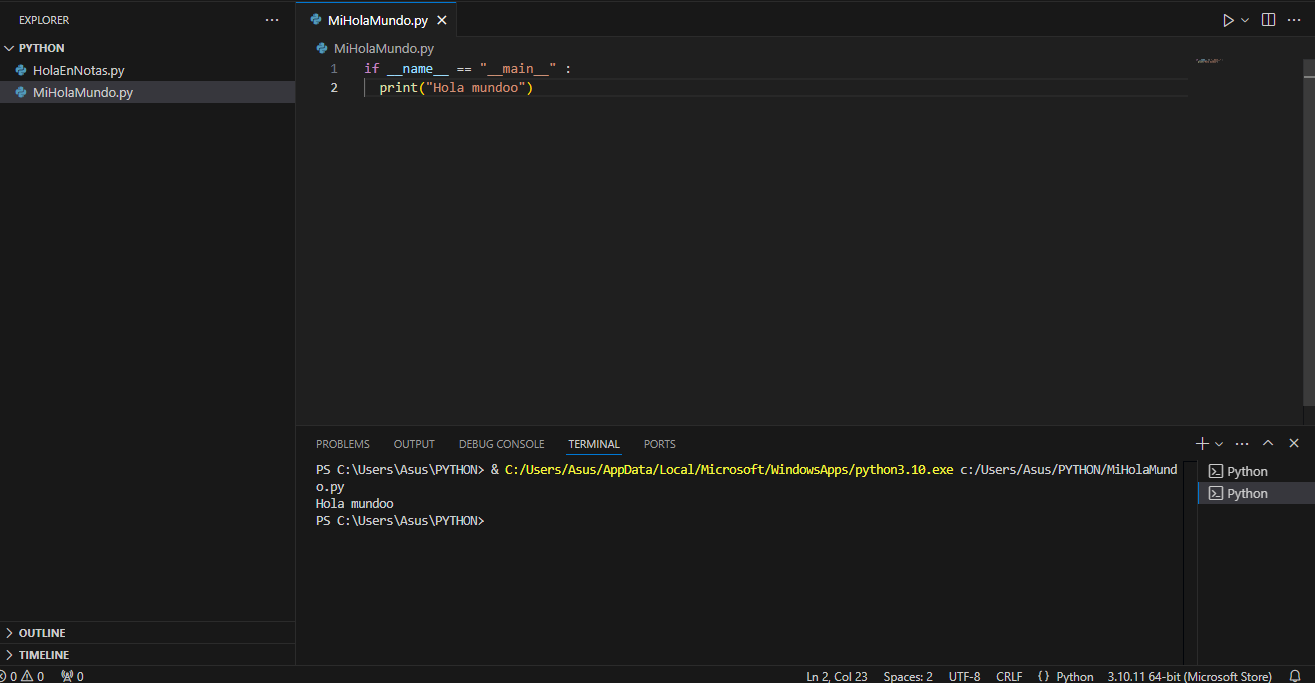 EXPLORER
PYTHON
HolaEnNotas.py
MiHolaMundo.py
OUTLINE
TIMELINE
MiHolaMundo.py
MiHolaMundo.py
1 if __name__ == "__main__" :
2 print("Hola mundoo")
PROBLEMS OUTPUT DEBUG CONSOLE TERMINAL PORTS
PS C:\Users\Asus\PYTHON> & C:/Users/Asus/AppData/Local/Microsoft/WindowsApps/python3.10.exe c:/Users/Asus/PYTHON/MiHolaMund
o.py
Hola mundoo
PS C:\Users\Asus\PYTHON>
Python
Python
0 0 0 Ln 2, Col 23 Spaces: 2 UTF-8 CRLF {} Python 3.10.11 64-bit (Microsoft Store)